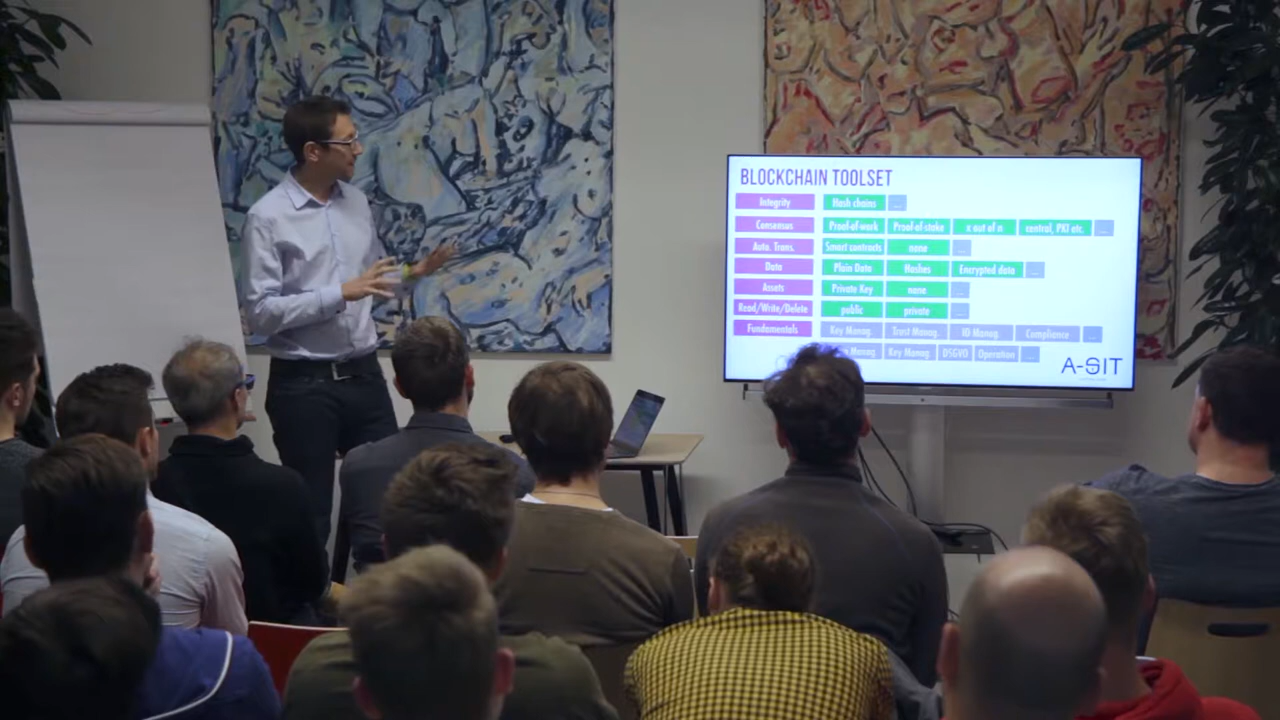 BLOCKCHAIN TOOLSET
Integrity Hash chains ...
Consensus Proof-of-work Proof-of-stake x out of n central, PKI etc. ...
Auto. Trans. Smart contracts none ...
Data Plain Data Hashes Encrypted data ...
Assets Private Key none ...
Read/Write/Delete public private ...
Fundamentals Key Manag. Trust Manag. ID Manag. Compliance ...
Manag. Key Manag. DSGVO Operation ...
A-SIT